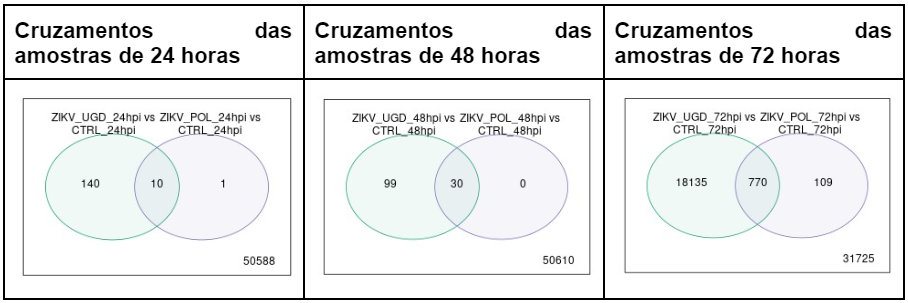 Cruzamentos das
amostras de 24 horas
Cruzamentos das
amostras de 48 horas
Cruzamentos das
amostras de 72 horas
ZIKV_UGD_24hpi vs ZIKV_POL_24hpi vs
CTRL_24hpi CTRL_24hpi
140 10 1
50588
ZIKV_UGD_48hpi vs ZIKV_POL_48hpi vs
CTRL_48hpi CTRL_48hpi
99 30 0
50610
ZIKV_UGD_72hpi vs ZIKV_POL_72hpi vs
CTRL_72hpi CTRL_72hpi
18135 770 109
31725